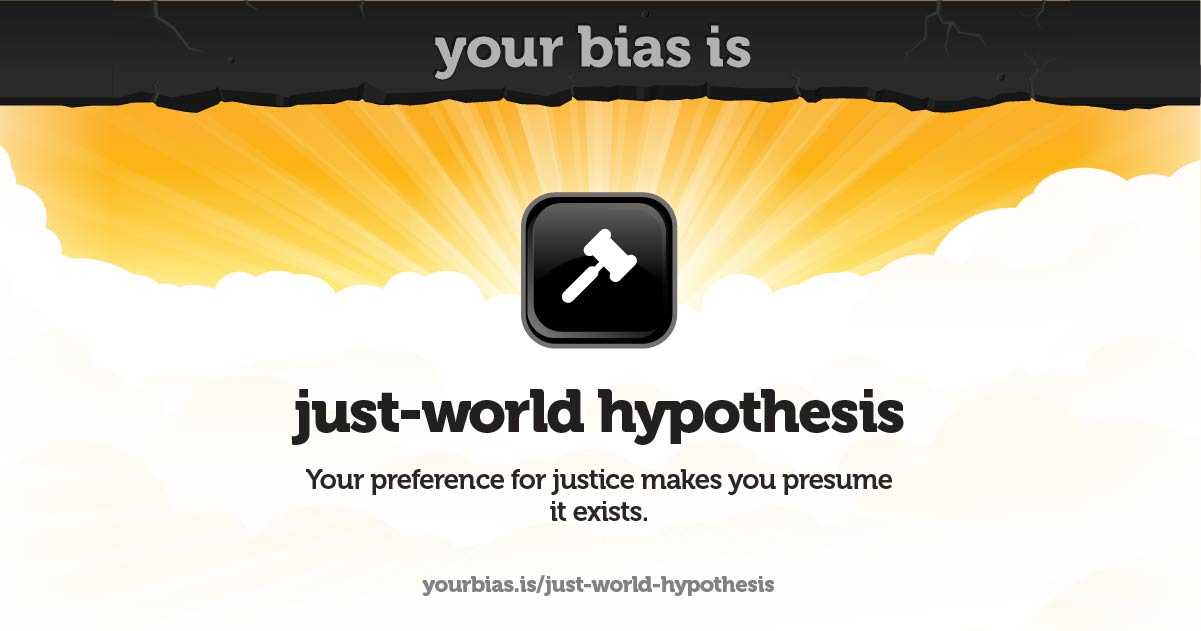 your bias is
just-world hypothesis
Your preference for justice makes you presume
it exists.
yourbias.is/just-world-hypothesis